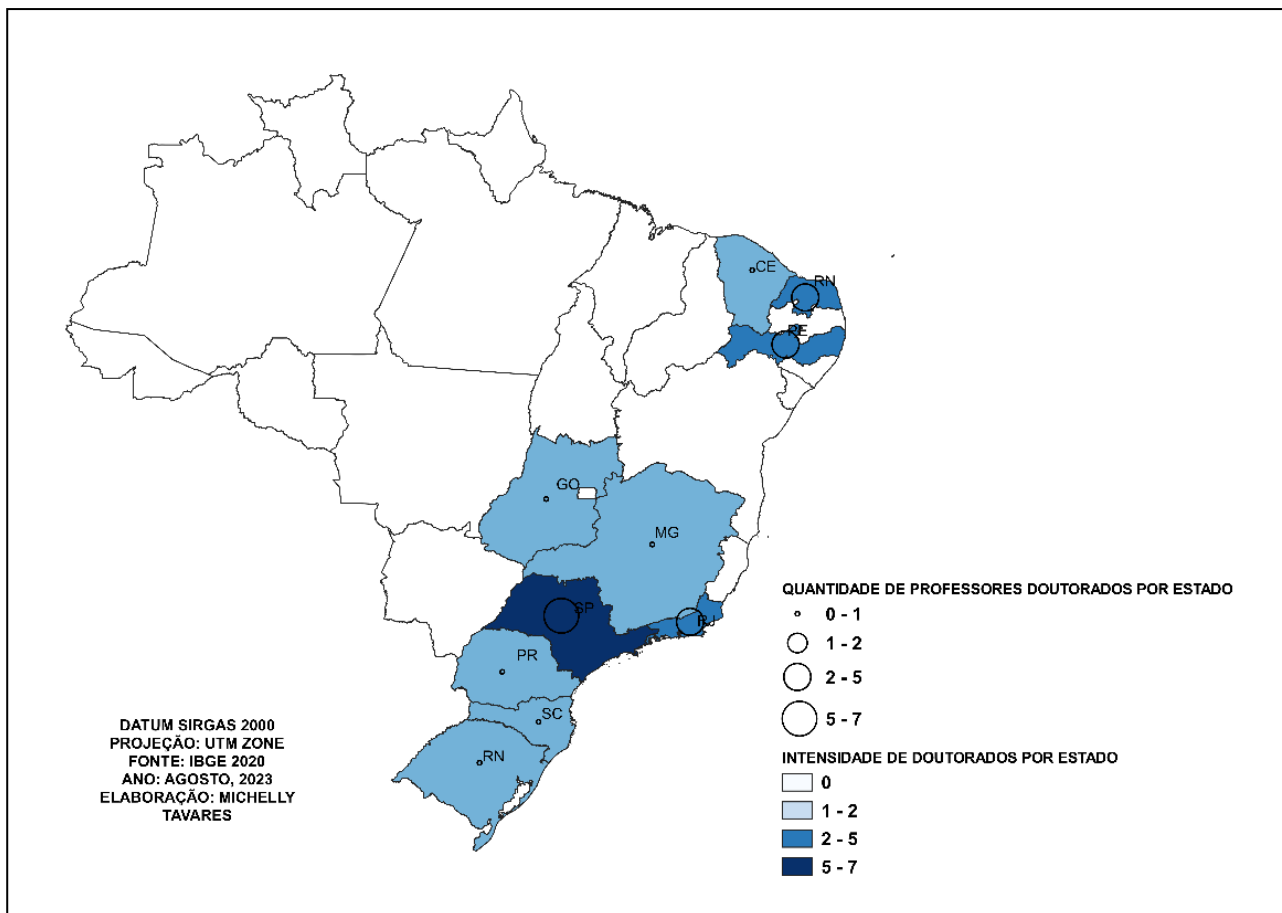 CE
RN
PE
GO
MG
SP
RJ
PR
SC
RN
DATUM SIRGAS 2000
PROJEÇÃO: UTM ZONE
FONTE: IBGE 2020
ANO: AGOSTO, 2023
ELABORAÇÃO: MICHELLY
TAVARES
QUANTIDADE DE PROFESSORES DOUTORADOS POR ESTADO
0 - 1
1 - 2
2 - 5
5 - 7
INTENSIDADE DE DOUTORADOS POR ESTADO
0
1 - 2
2 - 5
5 - 7